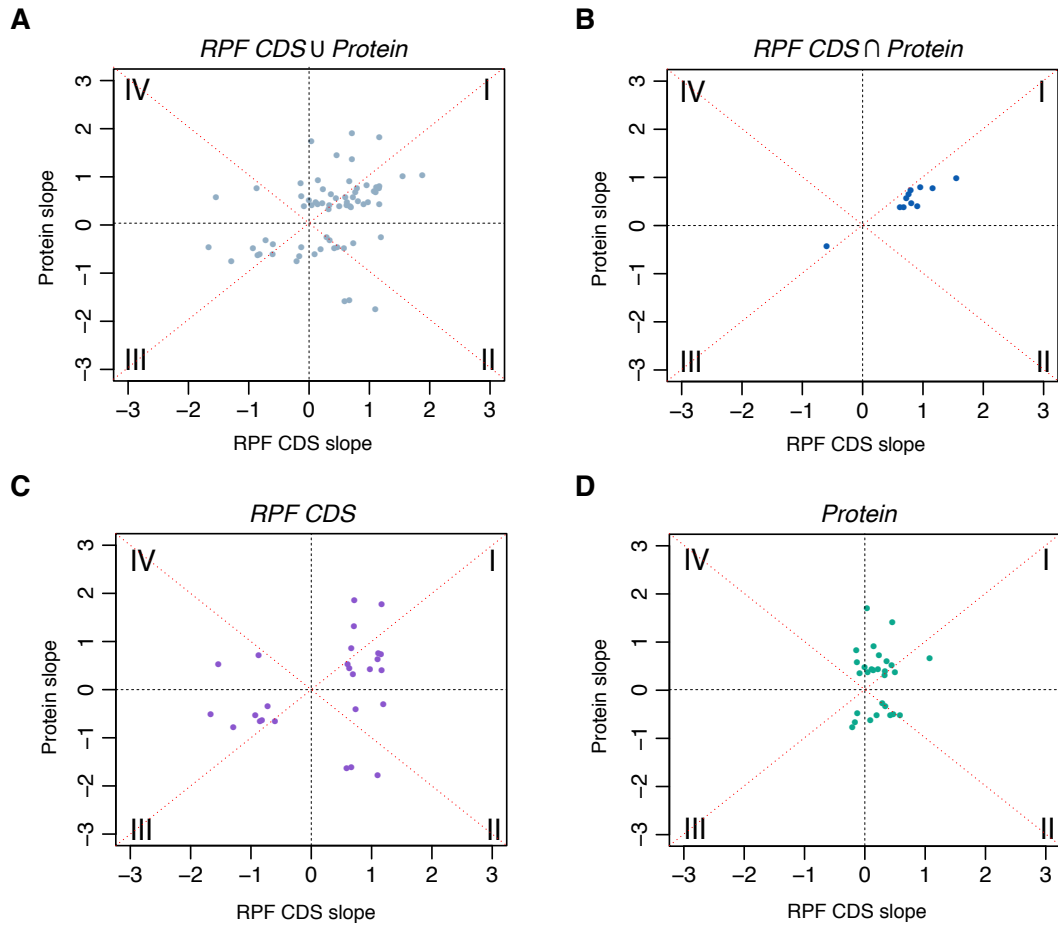 A
RPF CDS ∪ Protein
IV
I
III
II
3
2
1
0
−1
−2
−3
Protein slope
−3 −2 −1 0 1 2 3
RPF CDS slope
B
RPF CDS ∩ Protein
IV
I
III
II
3
2
1
0
−1
−2
−3
Protein slope
−3 −2 −1 0 1 2 3
RPF CDS slope
C
RPF CDS
IV
I
III
II
3
2
1
0
−1
−2
−3
Protein slope
−3 −2 −1 0 1 2 3
RPF CDS slope
D
Protein
IV
I
III
II
3
2
1
0
−1
−2
−3
Protein slope
−3 −2 −1 0 1 2 3
RPF CDS slope